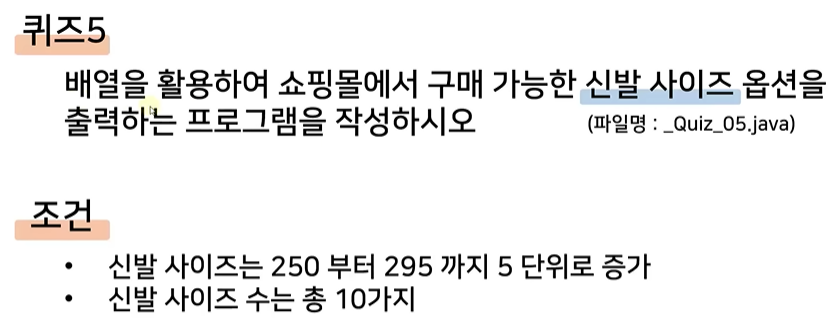 퀴즈5
배열을 활용하여 쇼핑몰에서 구매 가능한 신발 사이즈 옵션을
출력하는 프로그램을 작성하시오
(파일명 : _Quiz_05.java)
조건
• 신발 사이즈는 250 부터 295 까지 5 단위로 증가
• 신발 사이즈 수는 총 10가지